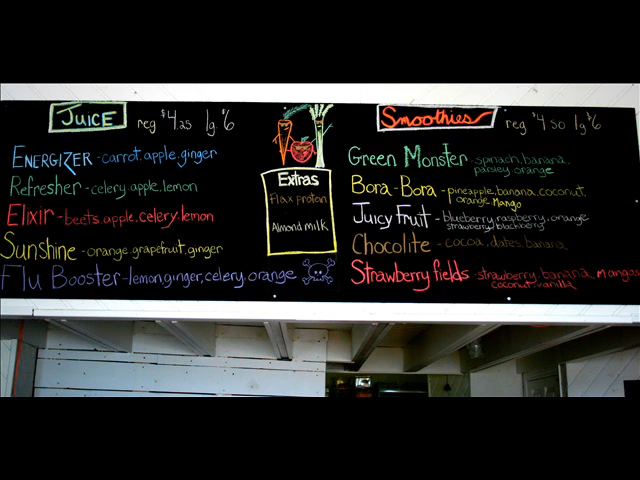 JUICE reg $4.25 lg. $6
ENERGIZER - carrot.apple.ginger
Refresher - celery.apple.lemon
Elixir - beets.apple.celery.lemon
Sunshine - orange.grapefruit.ginger
Flu Booster - lemon,ginger,celery.orange
Extras
Flax protein
Almond milk
Smoothies reg $4.50 lg $6
Green Monster - spinach, banana,
parsley, orange
Bora-Bora - pineapple, banana, coconut,
orange Mango
Juicy Fruit - blueberry, raspberry, orange
strawberry, blackberry
Chocolite - cocoa, dates, banana
Strawberry fields - strawberry, banana, mangos
coconut, vanilla